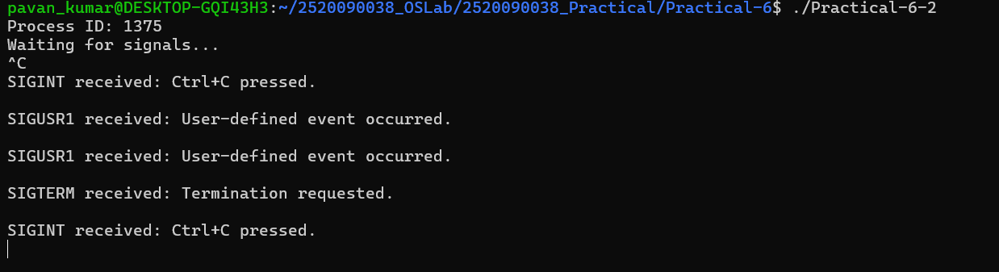 pavan_kumar@DESKTOP-GQI43H3:~/2520090038_OSLab/2520090038_Practical/Practical-6$ ./Practical-6-2
Process ID: 1375
Waiting for signals...
^C
SIGINT received: Ctrl+C pressed.
SIGUSR1 received: User-defined event occurred.
SIGUSR1 received: User-defined event occurred.
SIGTERM received: Termination requested.
SIGINT received: Ctrl+C pressed.